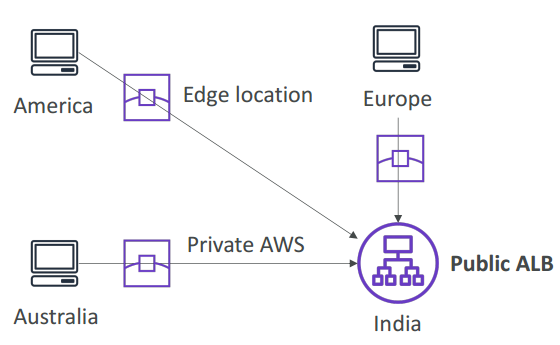 America
Edge location
Europe
Private AWS
Australia
Public ALB
India